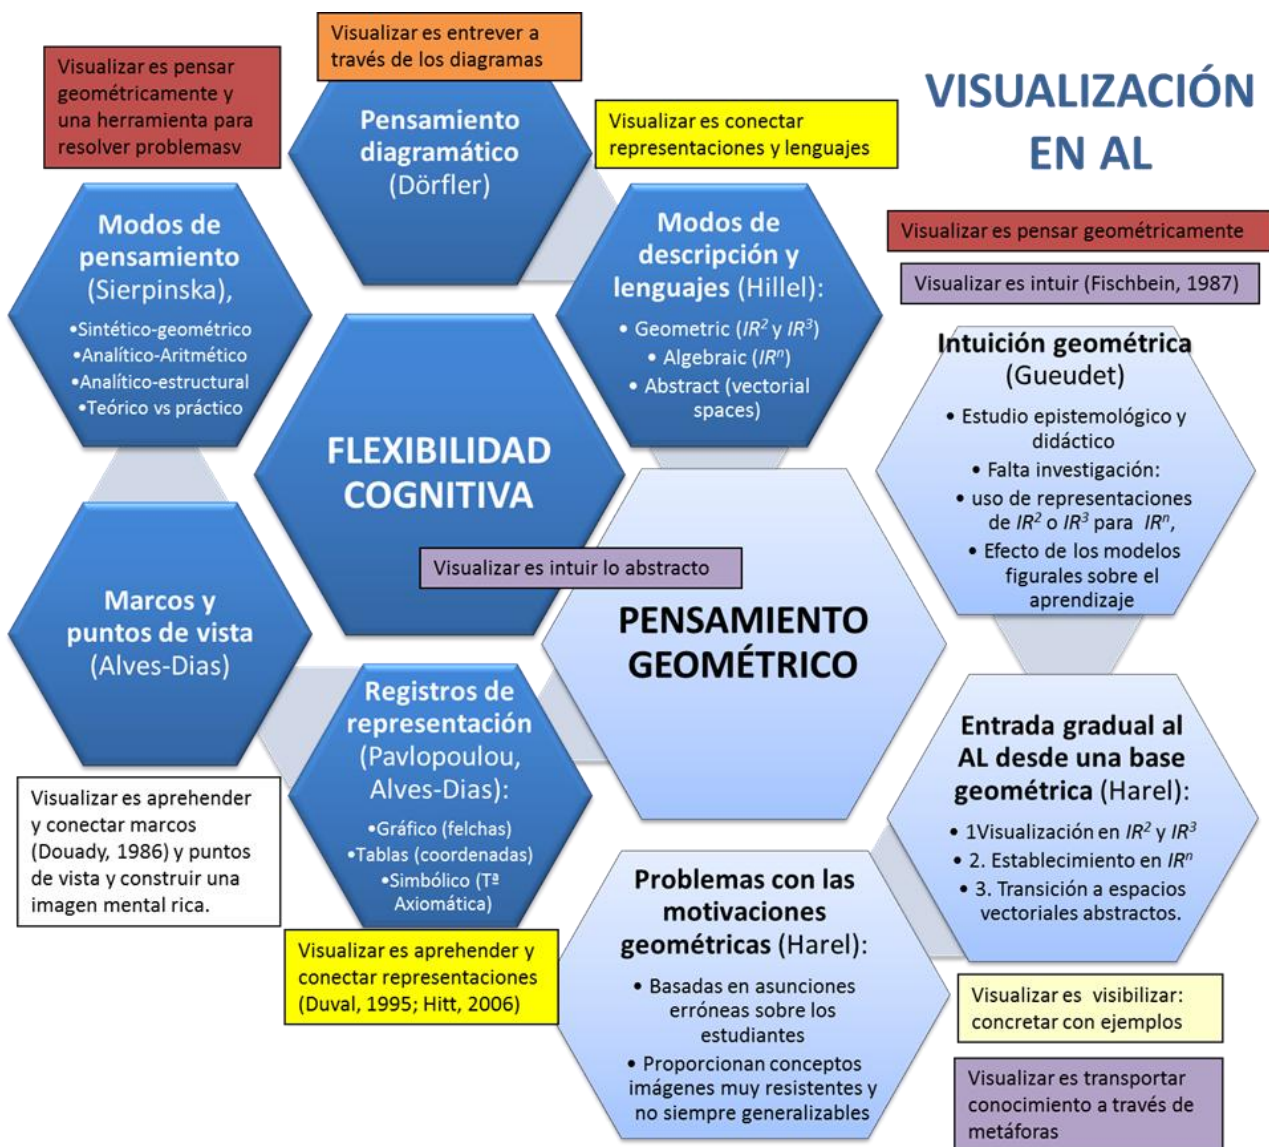 VISUALIZACIÓN
EN AL
Visualizar es pensar
geométricamente y
una herramienta para
resolver problemasv
Visualizar es entrever a
través de los diagramas
Visualizar es conectar
representaciones y lenguajes
Pensamiento
diagramático
(Dörfler)
Modos de
pensamiento
(Sierpinska),
•Sintético-geométrico
•Analítico-Aritmético
•Analítico-estructural
•Teórico vs práctico
Modos de
descripción y
lenguajes (Hillel):
• Geometric (IR² y IR³)
• Algebraic (IRⁿ)
• Abstract (vectorial
spaces)
FLEXIBILIDAD
COGNITIVA
Visualizar es intuir lo abstracto
Marcos y
puntos de vista
(Alves-Dias)
Visualizar es aprehender
y conectar marcos
(Douady, 1986) y puntos
de vista y construir una
imagen mental rica.
Registros de
representación
(Pavlopoulou,
Alves-Dias):
•Gráfico (felchas)
•Tablas (coordenadas)
•Simbólico (Tª
Axiomática)
Visualizar es aprehender y
conectar representaciones
(Duval, 1995; Hitt, 2006)
PENSAMIENTO
GEOMÉTRICO
Visualizar es pensar geométricamente
Visualizar es intuir (Fischbein, 1987)
Intuición geométrica
(Gueudet)
• Estudio epistemológico y
didáctico
• Falta investigación:
• uso de representaciones
de IR² o IR³ para IRⁿ,
• Efecto de los modelos
figurales sobre el
aprendizaje
Entrada gradual al
AL desde una base
geométrica (Harel):
• 1Visualización en IR² y IR³
• 2. Establecimiento en IRⁿ
• 3. Transición a espacios
vectoriales abstractos.
Problemas con las
motivaciones
geométricas (Harel):
• Basadas en asunciones
erróneas sobre los
estudiantes
• Proporcionan conceptos
imágenes muy resistentes y
no siempre generalizables
Visualizar es visibilizar:
concretar con ejemplos
Visualizar es transportar
conocimiento a través de
metáforas